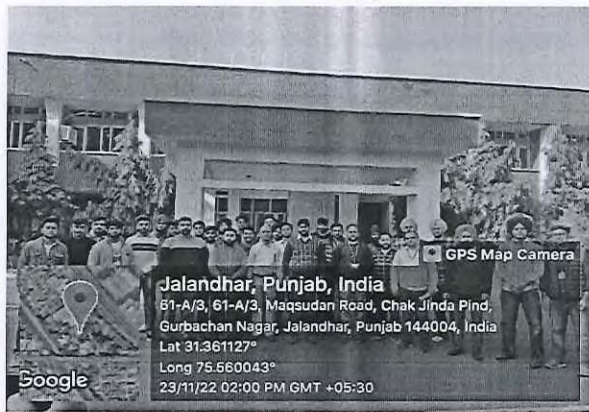 GPS Map Camera
Jalandhar, Punjab, India
61-A/3, 61-A/3, Maqsudan Road, Chak Jinda Pind,
Gurbachan Nagar, Jalandhar, Punjab 144004, India
Lat 31.361127°
Long 75.560043°
23/11/22 02:00 PM GMT +05:30
Google